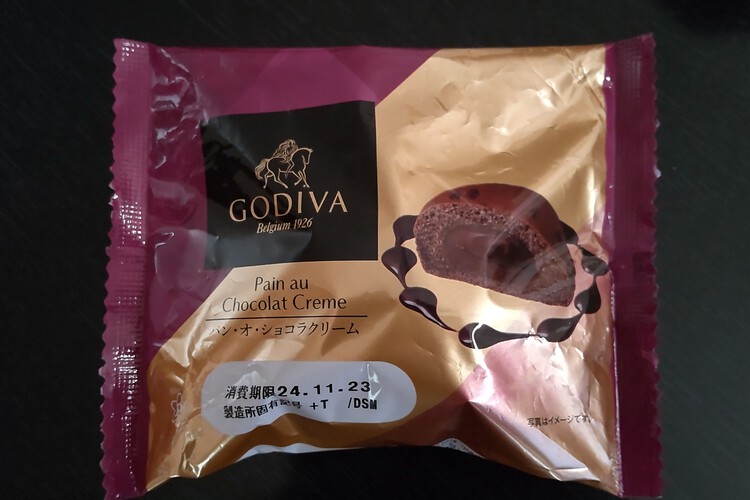 GODIVA
Belgium 1926
Pain au
Chocolat Creme
パン・オ・ショコラクリーム
消費期限24.11.23
製造所固有記号 +T /DSM
写真はイメージです。